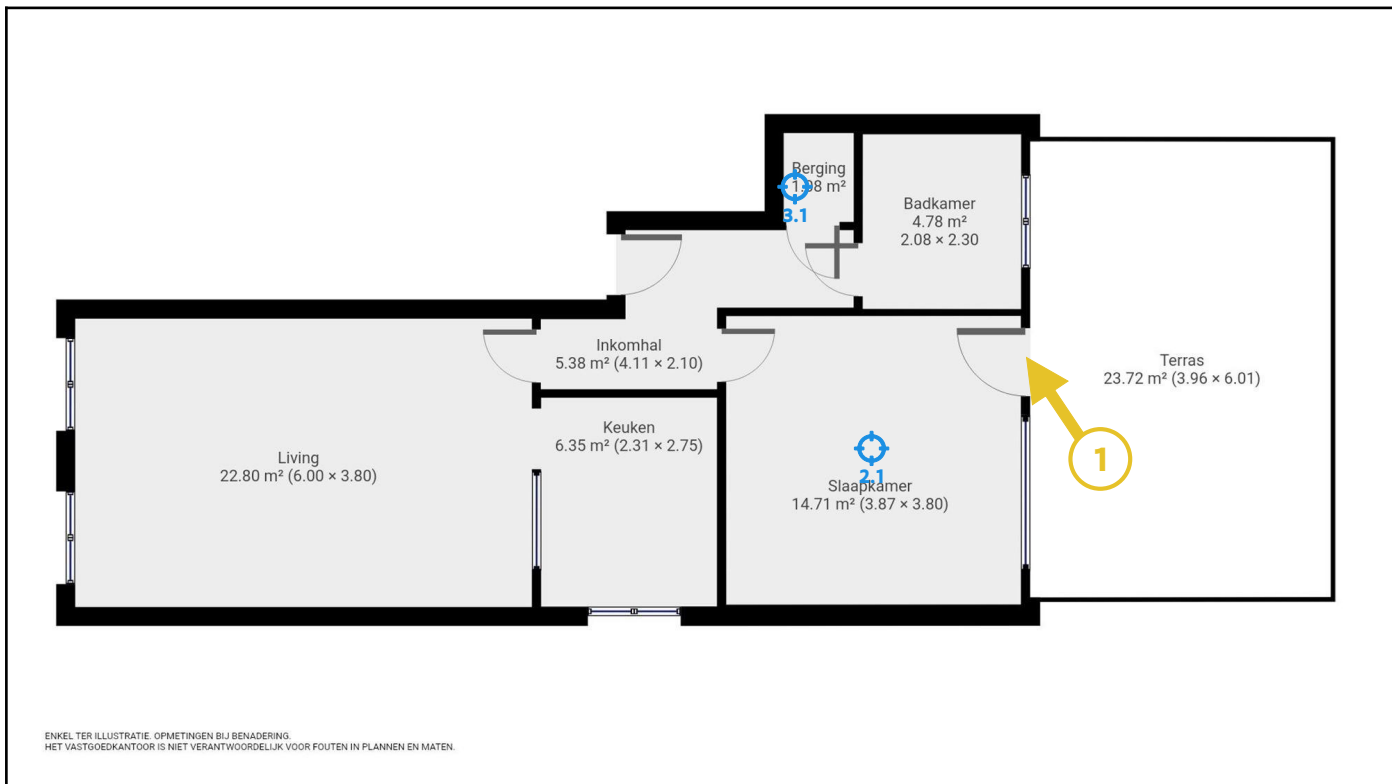 Berging
1.98 m²
3.1
Badkamer
4.78 m²
2.08 × 2.30
Inkomhal
5.38 m² (4.11 × 2.10)
Terras
23.72 m² (3.96 × 6.01)
Keuken
6.35 m² (2.31 × 2.75)
Living
22.80 m² (6.00 × 3.80)
1
2.1
Slaapkamer
14.71 m² (3.87 × 3.80)
ENKEL TER ILLUSTRATIE. OPMETINGEN BIJ BENADERING.
HET VASTGOEDKANTOOR IS NIET VERANTWOORDELIJK VOOR FOUTEN IN PLANNEN EN MATEN.